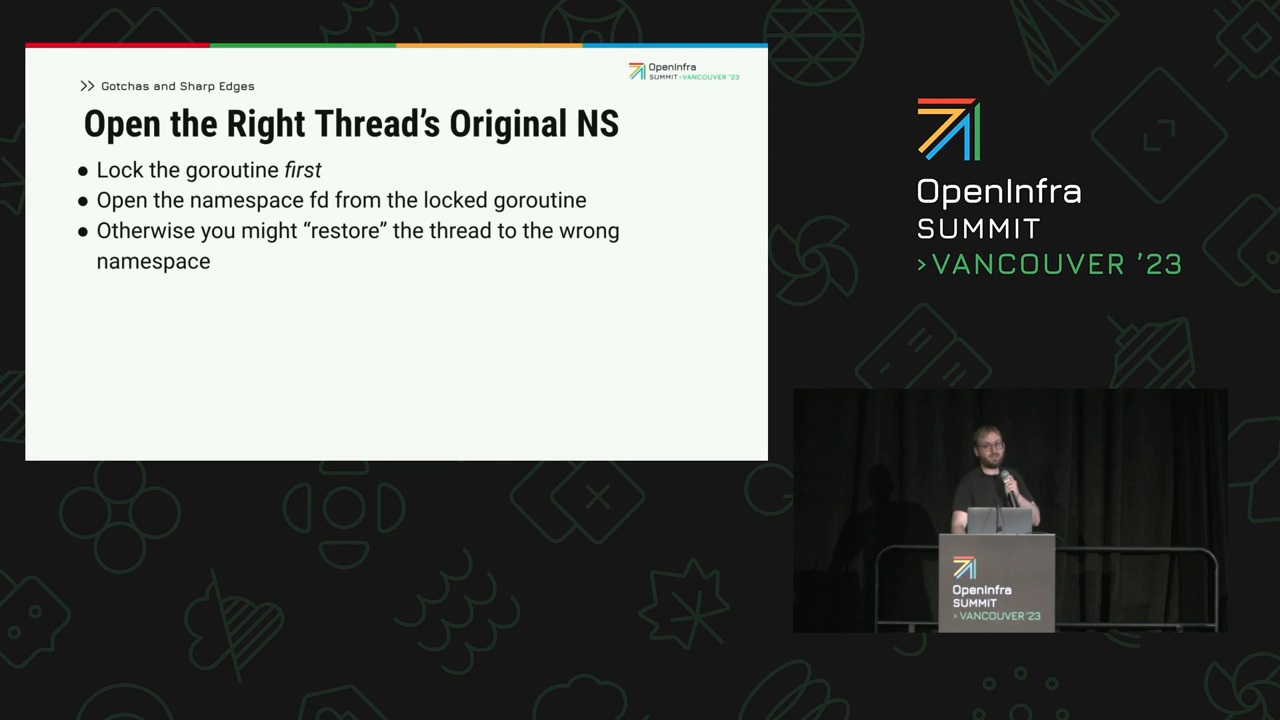 >> Gotchas and Sharp Edges
OpenInfra
SUMMIT >VANCOUVER '23
Open the Right Thread’s Original NS
● Lock the goroutine first
● Open the namespace fd from the locked goroutine
● Otherwise you might “restore” the thread to the wrong
namespace
OpenInfra
SUMMIT
>VANCOUVER ’23
OpenInfra
SUMMIT
>VANCOUVER '23